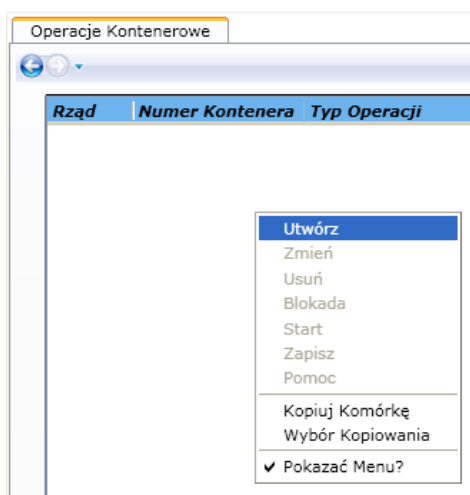 Operacje Kontenerowe
Rząd Numer Kontenera Typ Operacji
Utwórz
Zmień
Usuń
Blokada
Start
Zapisz
Pomoc
Kopiuj Komórkę
Wybór Kopiowania
✔ Pokazać Menu?